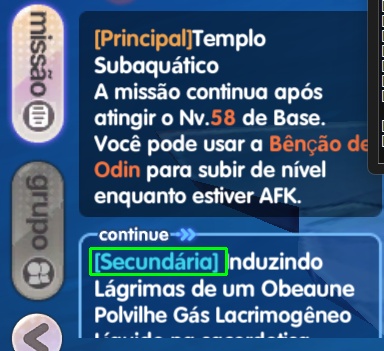 missão
grupo
[Principal]Templo
Subaquático
A missão continua após
atingir o Nv.58 de Base.
Você pode usar a Bênção de
Odin para subir de nível
enquanto estiver AFK.
continue
[Secundária] Induzindo
Lágrimas de um Obeaune
Polvilhe Gás Lacrimogêneo